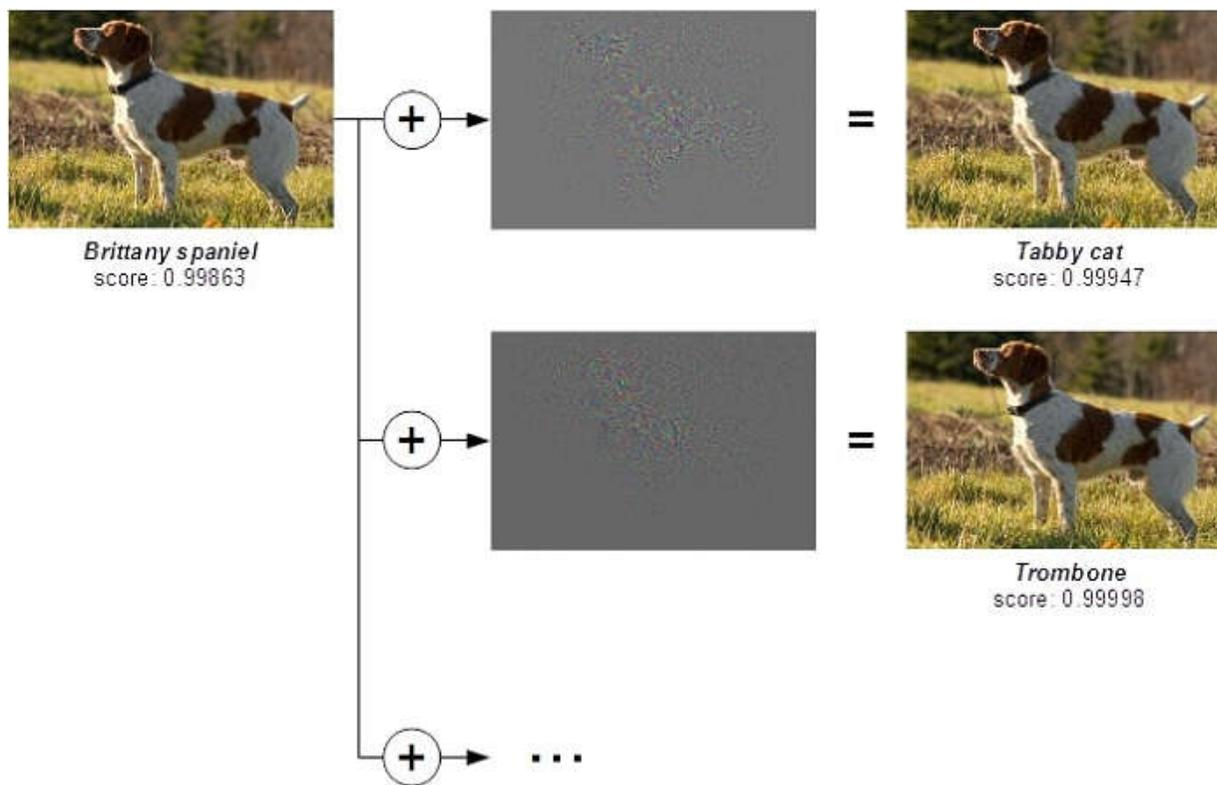 Brittany spaniel
score: 0.99863
+
=
Tabby cat
score: 0.99947
+
=
Trombone
score: 0.99998
+
...